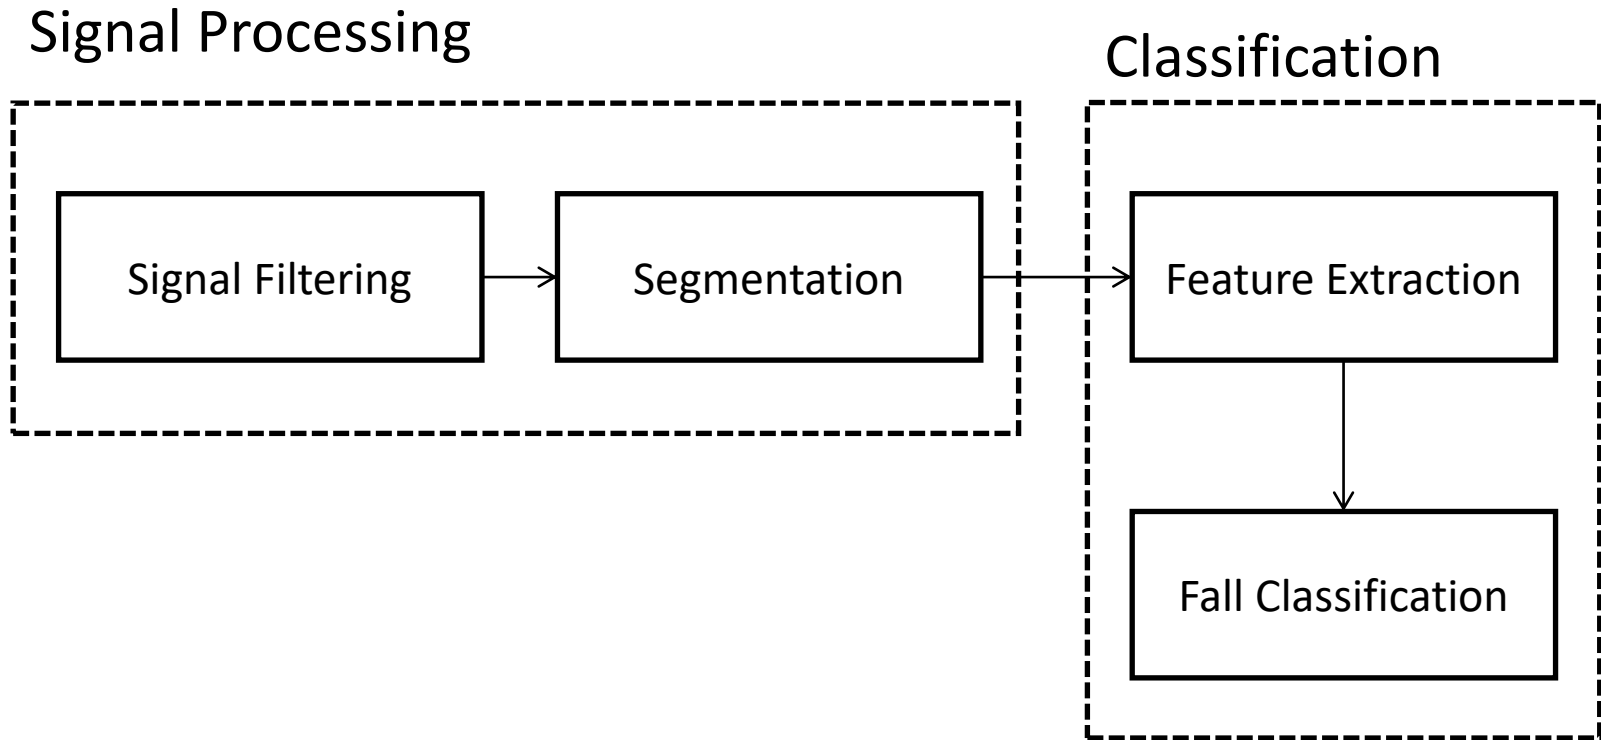 Signal Processing
Classification
Signal Filtering
Segmentation
Feature Extraction
Fall Classification